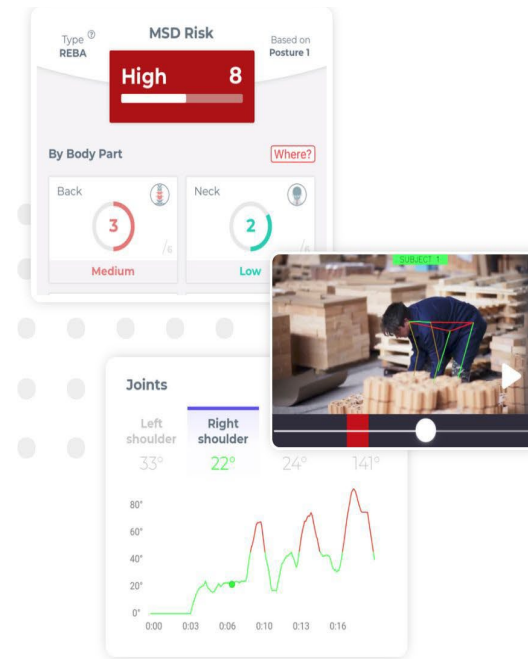 Type ?
REBA
MSD Risk
Based on
Posture 1
High 8
By Body Part
Where?
Back
3
/6
Medium
Neck
2
/6
Low
SUBJECT 1
Joints
Left
shoulder
33°
Right
shoulder
22°
24°
141°
80°
60°
40°
20°
0°
0:00 0:03 0:06 0:10 0:13 0:16